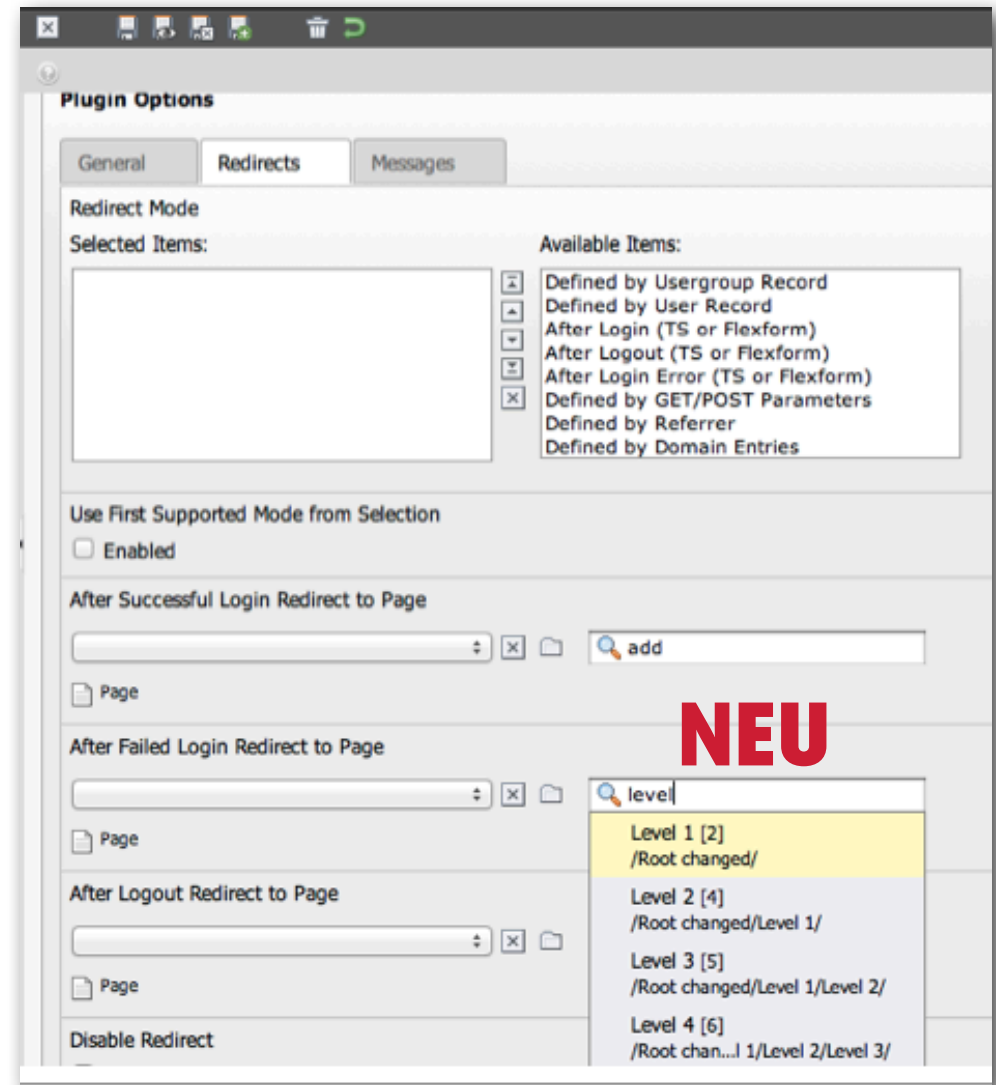 Plugin Options
General Redirects Messages
Redirect Mode
Selected Items: Available Items:
Defined by Usergroup Record
Defined by User Record
After Login (TS or Flexform)
After Logout (TS or Flexform)
After Login Error (TS or Flexform)
Defined by GET/POST Parameters
Defined by Referrer
Defined by Domain Entries
Use First Supported Mode from Selection
Enabled
After Successful Login Redirect to Page
add
Page
NEU
After Failed Login Redirect to Page
level
Page
Level 1 [2]
/Root changed/
After Logout Redirect to Page
Level 2 [4]
/Root changed/Level 1/
Level 3 [5]
/Root changed/Level 1/Level 2/
Page
Level 4 [6]
/Root chan...l 1/Level 2/Level 3/
Disable Redirect